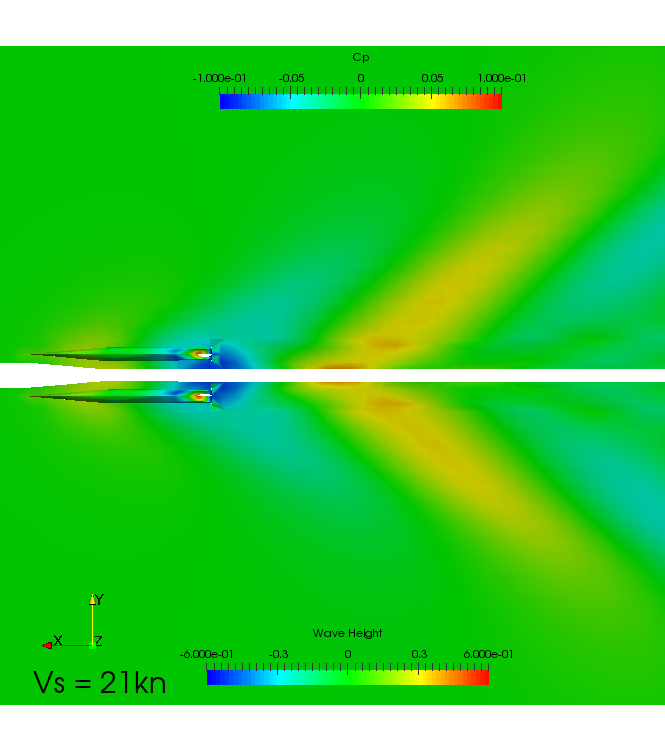 Cp
-1.000e-01 -0.05 0 0.05 1.000e-01
Y
X Z
Wave Height
-6.000e-01 -0.3 0 0.3 6.000e-01
Vs = 21kn